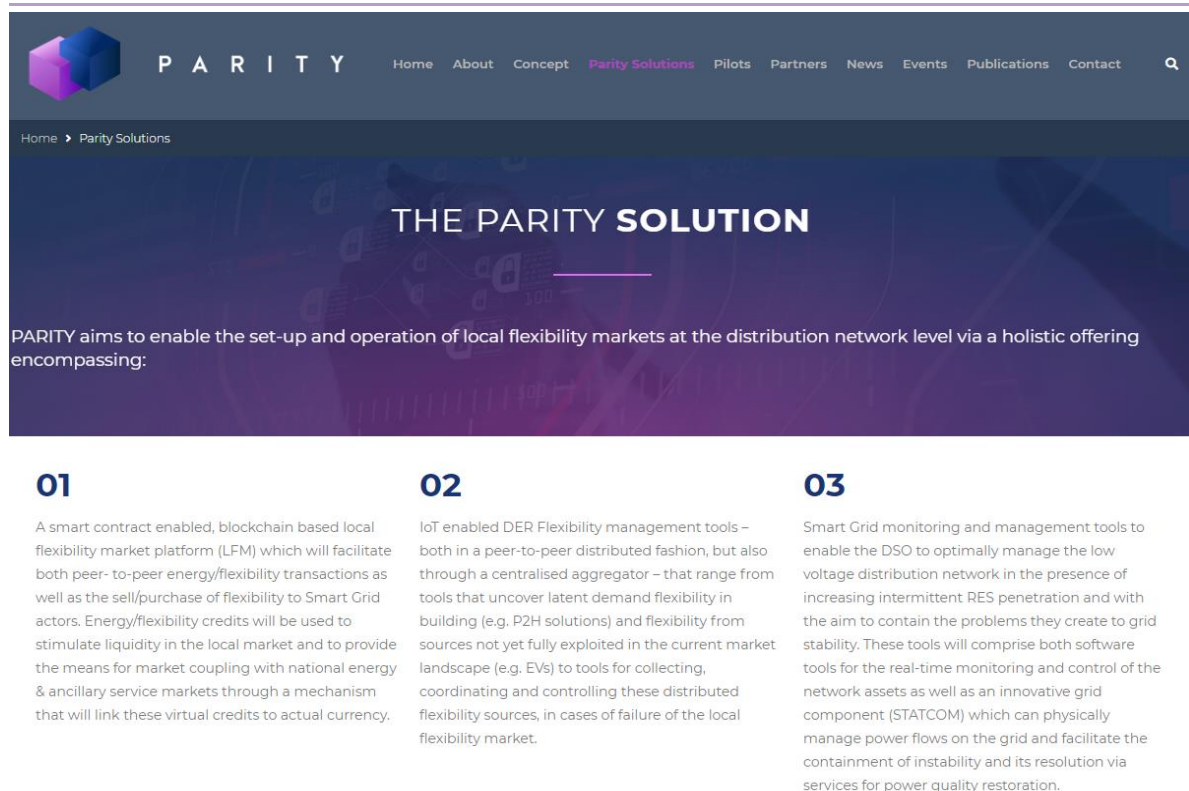 PARITY
Home About Concept Parity Solutions Pilots Partners News Events Publications Contact
Home > Parity Solutions
THE PARITY SOLUTION
PARITY aims to enable the set-up and operation of local flexibility markets at the distribution network level via a holistic offering
encompassing:
01
A smart contract enabled, blockchain based local
flexibility market platform (LFM) which will facilitate
both peer- to-peer energy/flexibility transactions as
well as the sell/purchase of flexibility to Smart Grid
actors. Energy/flexibility credits will be used to
stimulate liquidity in the local market and to provide
the means for market coupling with national energy
& ancillary service markets through a mechanism
that will link these virtual credits to actual currency.
02
IoT enabled DER Flexibility management tools –
both in a peer-to-peer distributed fashion, but also
through a centralised aggregator – that range from
tools that uncover latent demand flexibility in
building (e.g. P2H solutions) and flexibility from
sources not yet fully exploited in the current market
landscape (e.g. EVs) to tools for collecting,
coordinating and controlling these distributed
flexibility sources, in cases of failure of the local
flexibility market.
03
Smart Grid monitoring and management tools to
enable the DSO to optimally manage the low
voltage distribution network in the presence of
increasing intermittent RES penetration and with
the aim to contain the problems they create to grid
stability. These tools will comprise both software
tools for the real-time monitoring and control of the
network assets as well as an innovative grid
component (STATCOM) which can physically
manage power flows on the grid and facilitate the
containment of instability and its resolution via
services for power quality restoration.